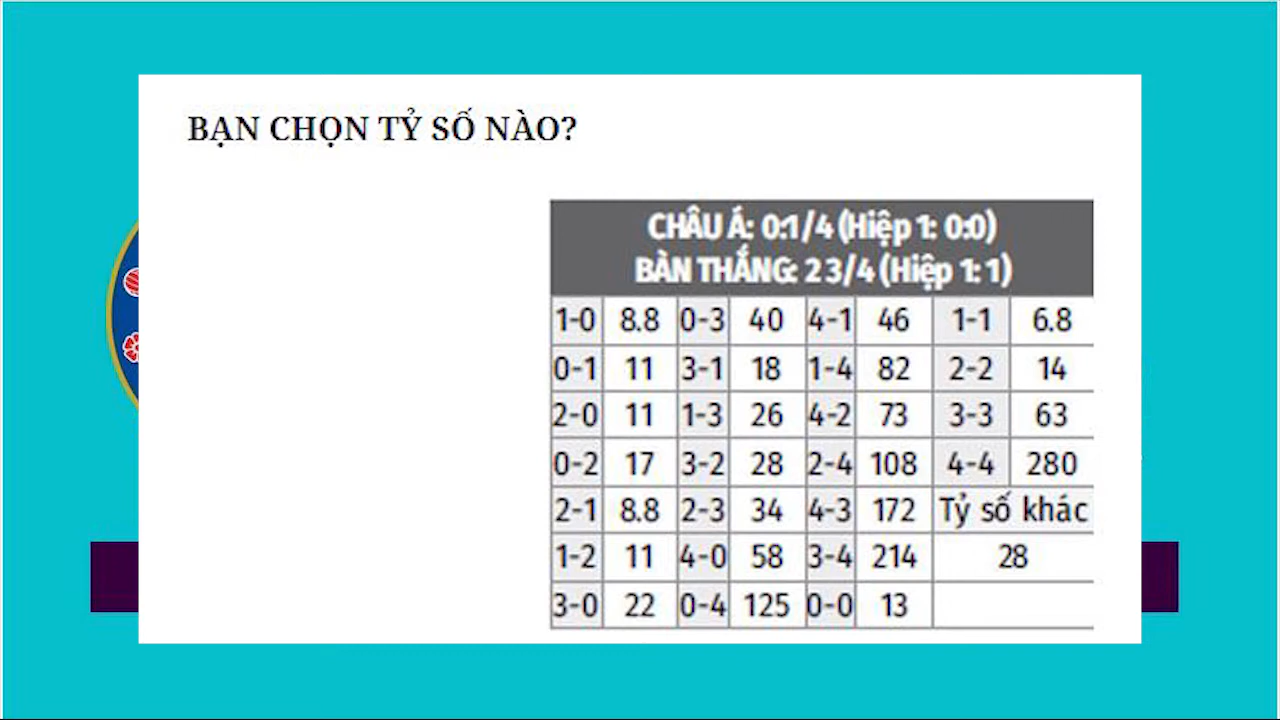 BẠN CHỌN TỶ SỐ NÀO?
CHÂU Á: 0:1/4 (Hiệp 1: 0:0)
BÀN THẮNG: 2 3/4 (Hiệp 1: 1)
1-0 8.8 0-3 40 4-1 46 1-1 6.8
0-1 11 3-1 18 1-4 82 2-2 14
2-0 11 1-3 26 4-2 73 3-3 63
0-2 17 3-2 28 2-4 108 4-4 280
2-1 8.8 2-3 34 4-3 172 Tỷ số khác
1-2 11 4-0 58 3-4 214 28
3-0 22 0-4 125 0-0 13